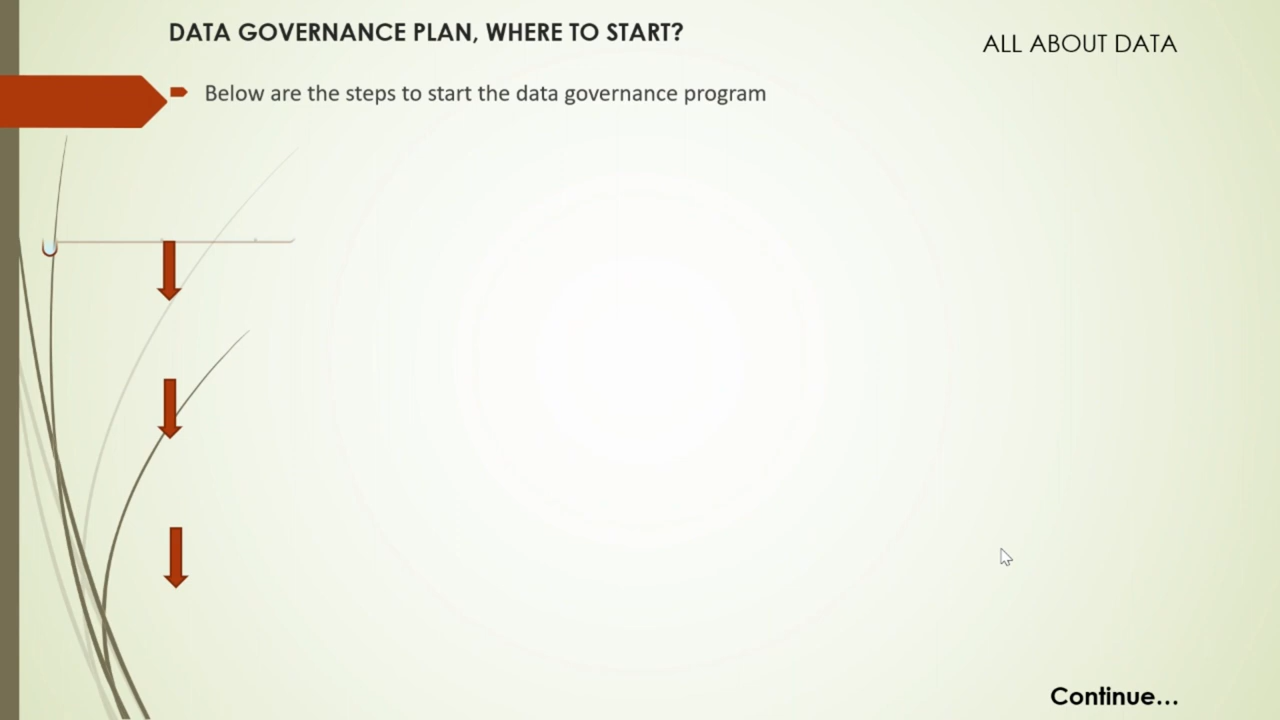 DATA GOVERNANCE PLAN, WHERE TO START?
ALL ABOUT DATA
Below are the steps to start the data governance program
Continue...